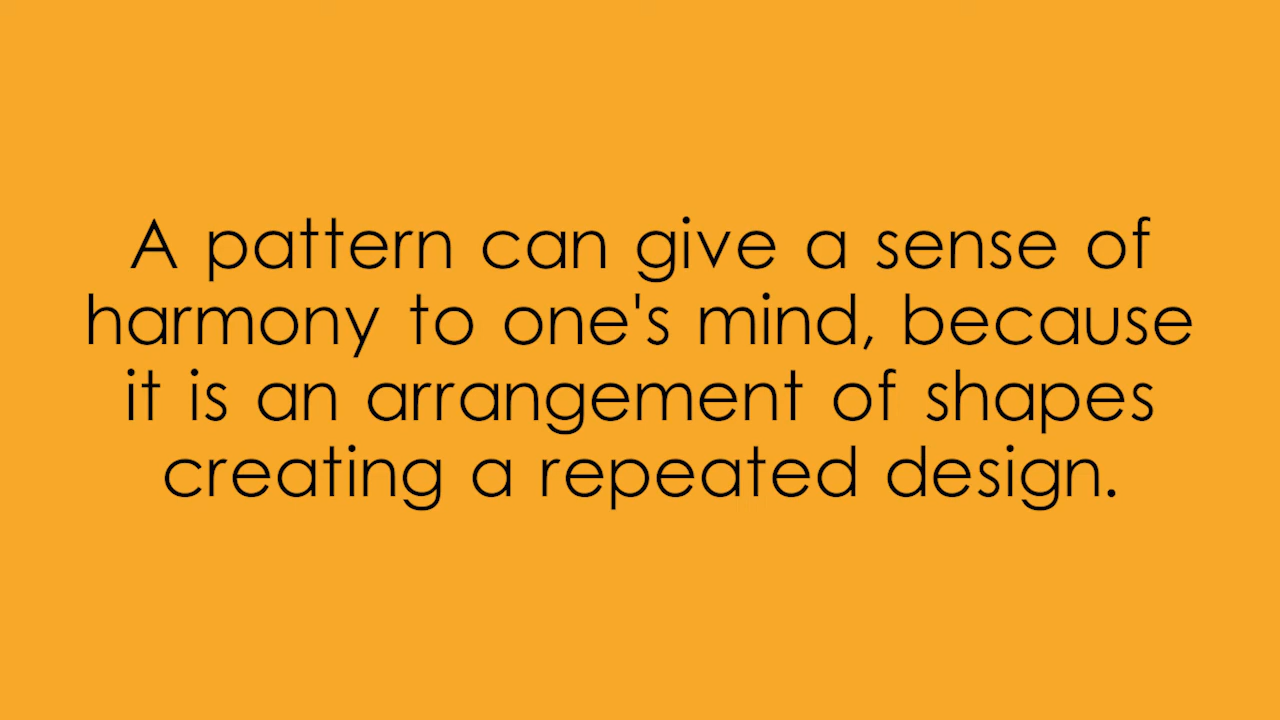 A pattern can give a sense of
harmony to one's mind, because
it is an arrangement of shapes
creating a repeated design.